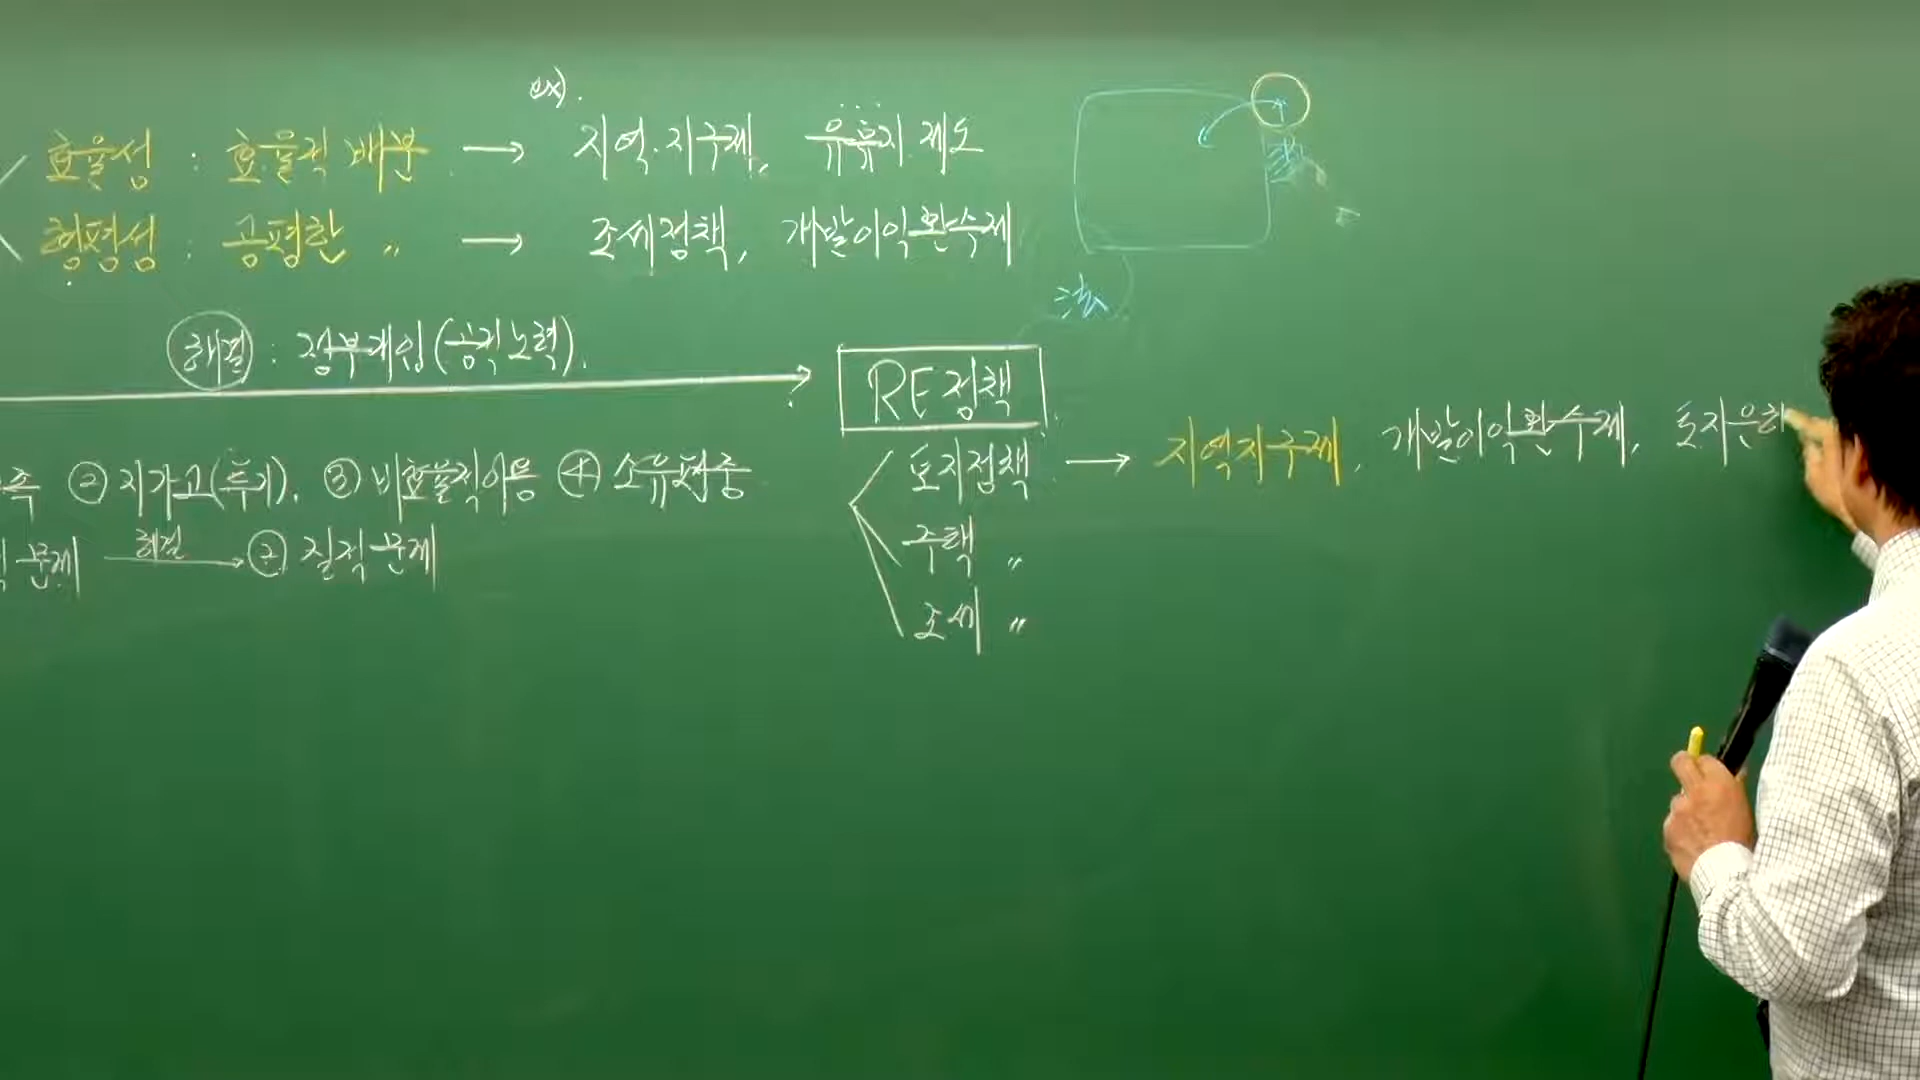 ex).
효율성 : 효율적 배분 → 지역.지구제, 유휴지 제도
형평성 : 공평한 〃 → 조세정책, 개발이익환수제
해결 : 정부개입(공적노력).
RE정책
족 ② 지가고(투기). ③ 비효율적이용 ④ 소유편중
문제 해결→ ② 질적 문제
토지정책 → 지역지구제, 개발이익환수제, 토지은행
주택 〃
조세 〃